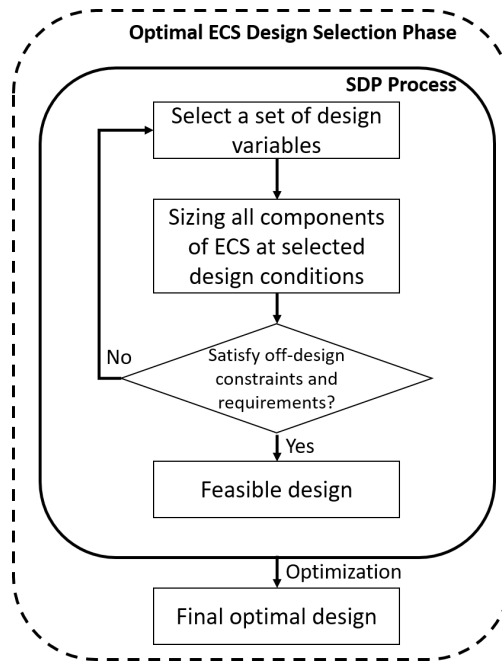 Optimal ECS Design Selection Phase
SDP Process
Select a set of design
variables
Sizing all components
of ECS at selected
design conditions
Satisfy off-design
constraints and
requirements?
No
Yes
Feasible design
Optimization
Final optimal design